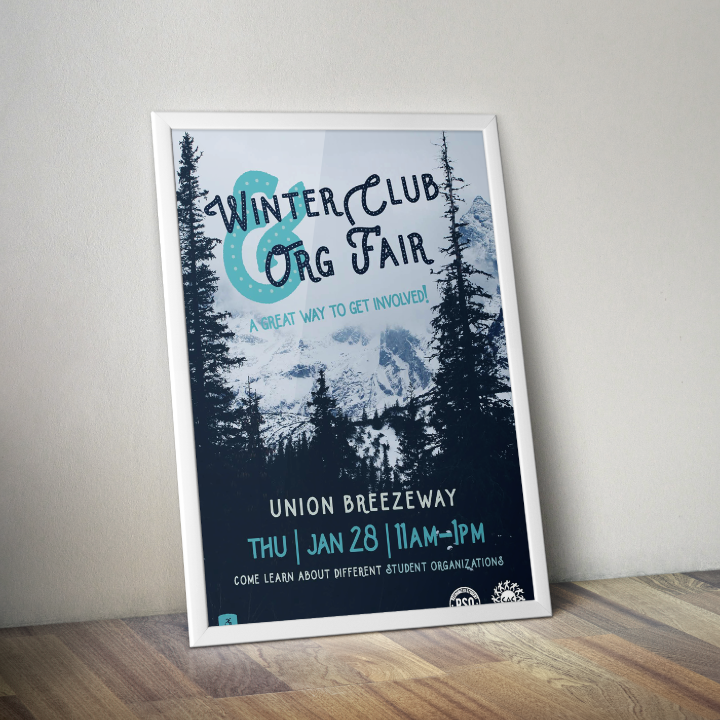 Winter Club
& Org Fair
A great way to get involved!
Union Breezeway
Thu | Jan 28 | 11am-1pm
Come learn about different student organizations
PSO